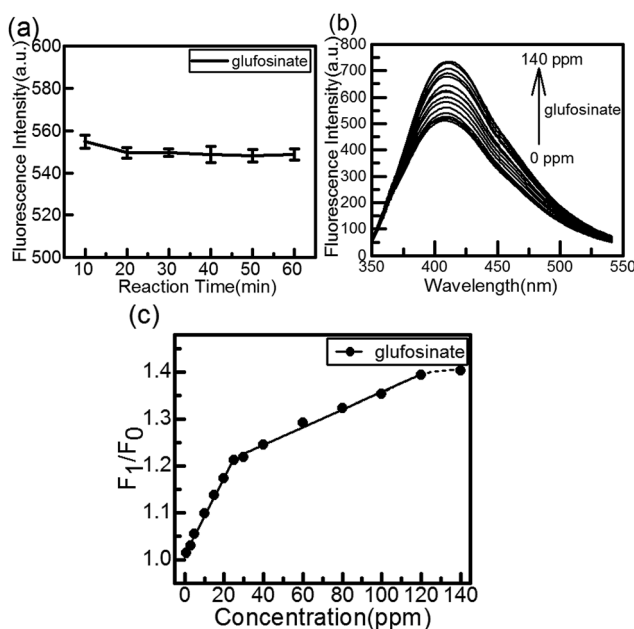 (a)
600
580
560
540
520
500
Fluorescence Intensity(a.u.)
glufosinate
10 20 30 40 50 60
Reaction Time(min)
(b)
800
700
600
500
400
300
200
100
0
Fluorescence Intensity(a.u.)
140 ppm
glufosinate
0 ppm
350 400 450 500 550
Wavelength(nm)
(c)
glufosinate
1.4
1.3
1.2
1.1
1.0
F1/F0
0 20 40 60 80 100 120 140
Concentration(ppm)